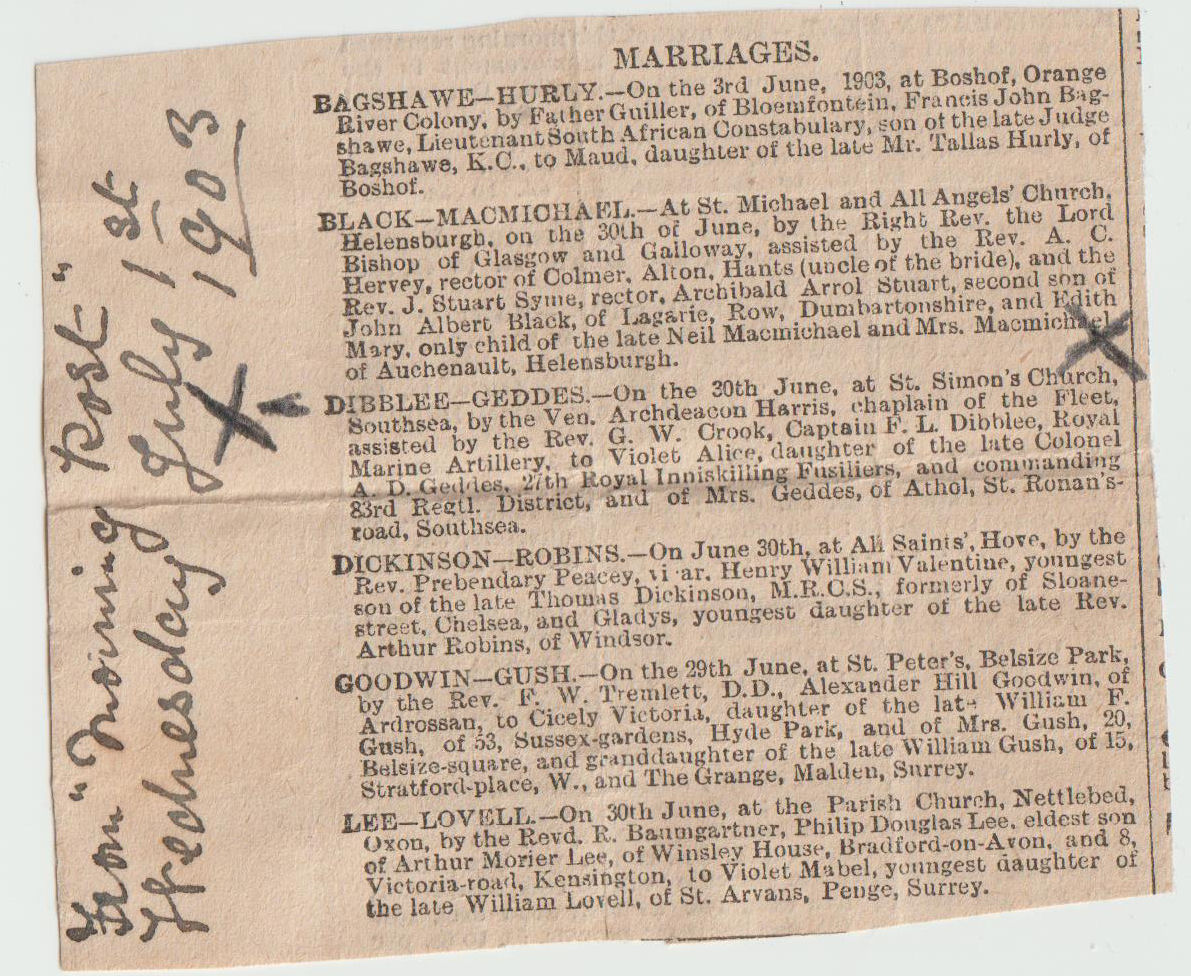 From "Morning Post"
Wednesday July 1st
1903
MARRIAGES.
BAGSHAWE—HURLY.—On the 3rd June, 1903, at Boshof, Orange
River Colony, by Father Guiller, of Bloemfontein, Francis John Bag-
shawe, Lieutenant South African Constabulary, son of the late Judge
Bagshawe, K.C., to Maud, daughter of the late Mr. Tallas Hurly, of
Boshof.
BLACK—MACMICHAEL.—At St. Michael and All Angels' Church,
Helensburgh, on the 30th of June, by the Right Rev. the Lord
Bishop of Glasgow and Galloway, assisted by the Rev. A. C.
Hervey, rector of Colmer, Alton, Hants (uncle of the bride), and the
Rev. J. Stuart Syme, rector, Archibald Arrol Stuart, second son of
John Albert Black, of Lagarie, Row, Dumbartonshire, and Edith
Mary, only child of the late Neil Macmichael and Mrs. Macmichael
of Auchenault, Helensburgh.
DIBBLEE—GEDDES.—On the 30th June, at St. Simon's Church,
Southsea, by the Ven. Archdeacon Harris, chaplain of the Fleet,
assisted by the Rev. G. W. Crook, Captain F. L. Dibblee, Royal
Marine Artillery, to Violet Alice, daughter of the late Colonel
A. D. Geddes, 27th Royal Inniskilling Fusiliers, and commanding
83rd Regtl. District, and of Mrs. Geddes, of Athol, St. Ronan's-
road, Southsea.
DICKINSON—ROBINS.—On June 30th, at All Saints', Hove, by the
Rev. Prebendary Peacey, vi ar, Henry William Valentine, youngest
son of the late Thomas Dickinson, M.R.C.S., formerly of Sloane-
street, Chelsea, and Gladys, youngest daughter of the late Rev.
Arthur Robins, of Windsor.
GOODWIN—GUSH.—On the 29th June, at St. Peter's, Belsize Park,
by the Rev. F. W. Tremlett, D.D., Alexander Hill Goodwin, of
Ardrossan, to Cicely Victoria, daughter of the late William F.
Gush, of 53, Sussex-gardens, Hyde Park, and of Mrs. Gush, 20,
Belsize-square, and granddaughter of the late William Gush, of 15,
Stratford-place, W., and The Grange, Malden, Surrey.
LEE—LOVELL.—On 30th June, at the Parish Church, Nettlebed,
Oxon, by the Revd. R. Baumgartner, Philip Douglas Lee, eldest son
of Arthur Morier Lee, of Winsley House, Bradford-on-Avon, and 8,
Victoria-road, Kensington, to Violet Mabel, youngest daughter of
the late William Lovell, of St. Arvans, Penge, Surrey.